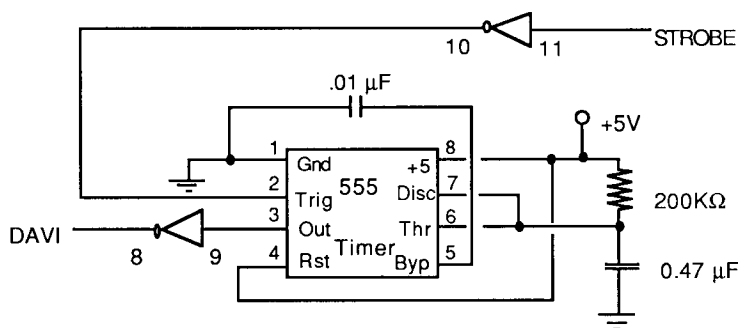 10
11
STROBE
.01 µF
+5V
1
Gnd
+5
8
2
Trig
555
Disc
7
200KΩ
DAVI
8
9
3
Out
Thr
6
4
Rst
Timer
Byp
5
0.47 µF